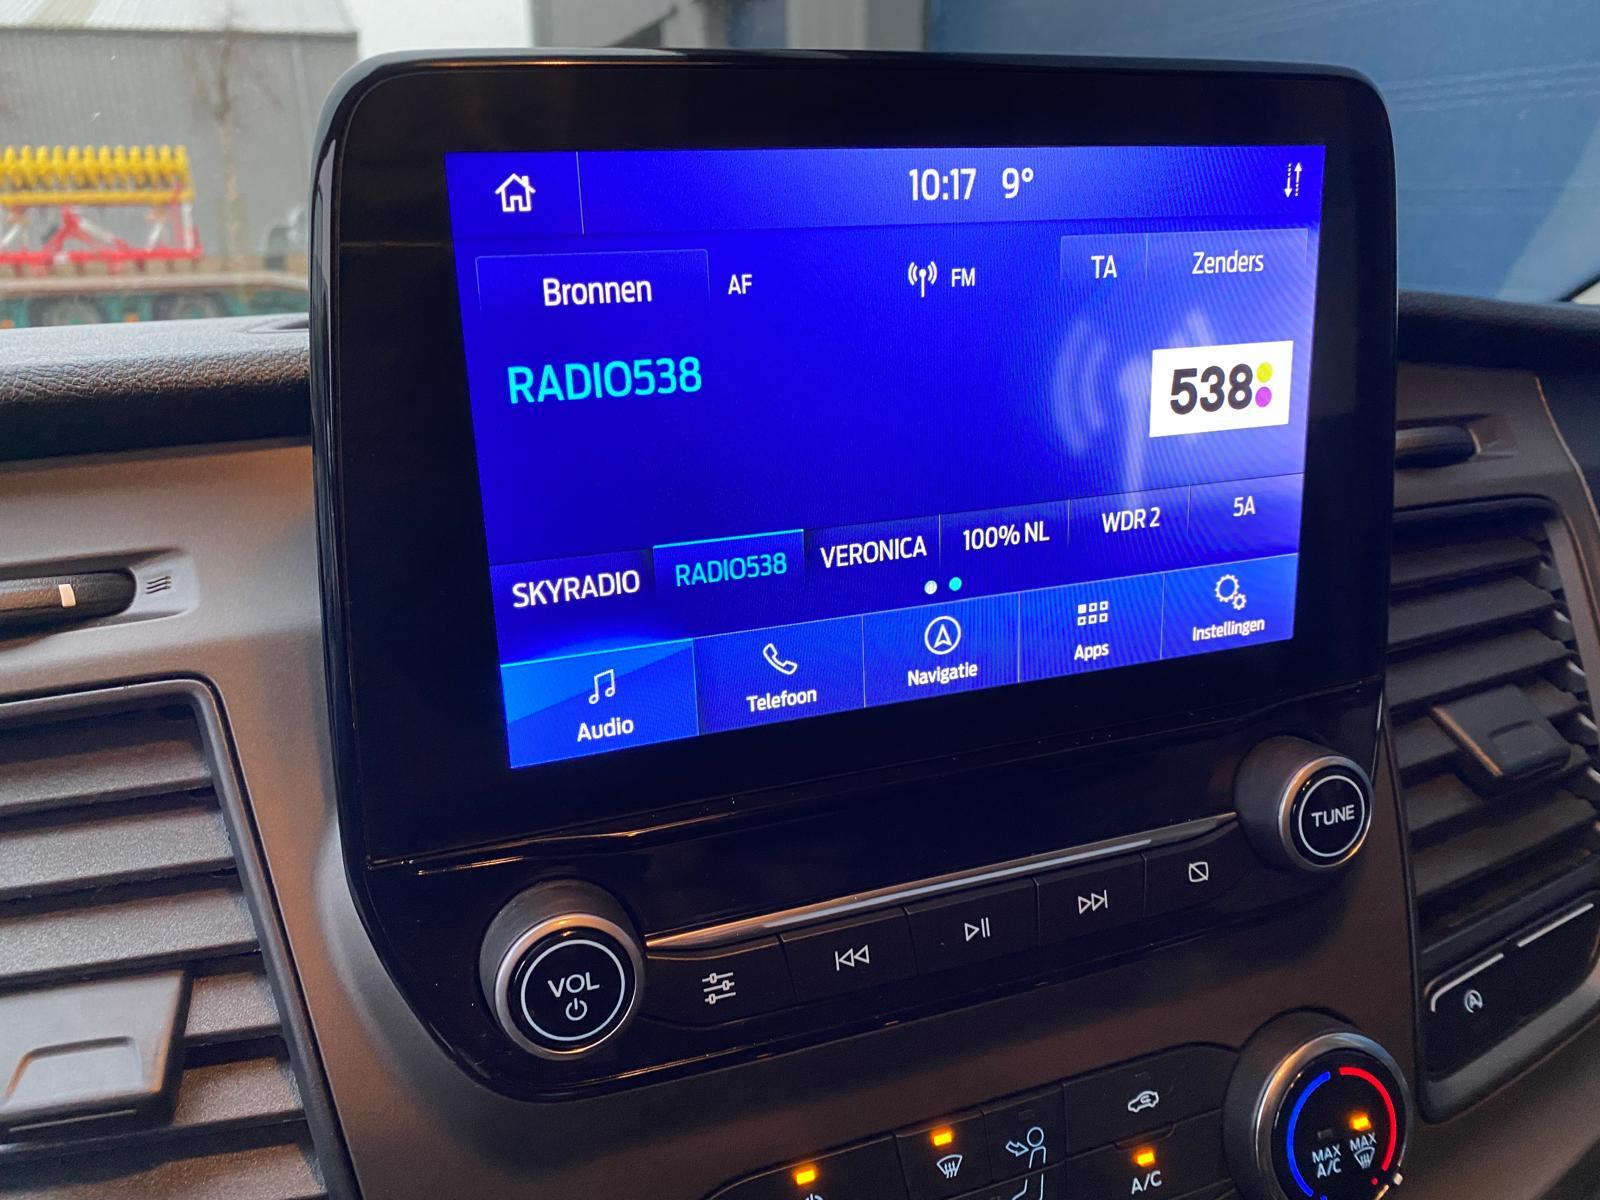 10:17 9°
Bronnen AF FM TA Zenders
RADIO538
538
SKYRADIO RADIO538 VERONICA 100% NL WDR 2 5A
Audio Telefoon Navigatie Apps Instellingen
TUNE
VOL
A/C
MAX A/C MAX